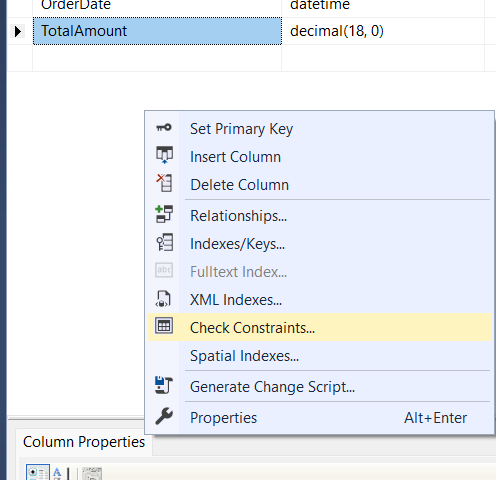 OrderDate datetime
TotalAmount decimal(18, 0)
Set Primary Key
Insert Column
Delete Column
Relationships...
Indexes/Keys...
Fulltext Index...
XML Indexes...
Check Constraints...
Spatial Indexes...
Generate Change Script...
Properties Alt+Enter
Column Properties